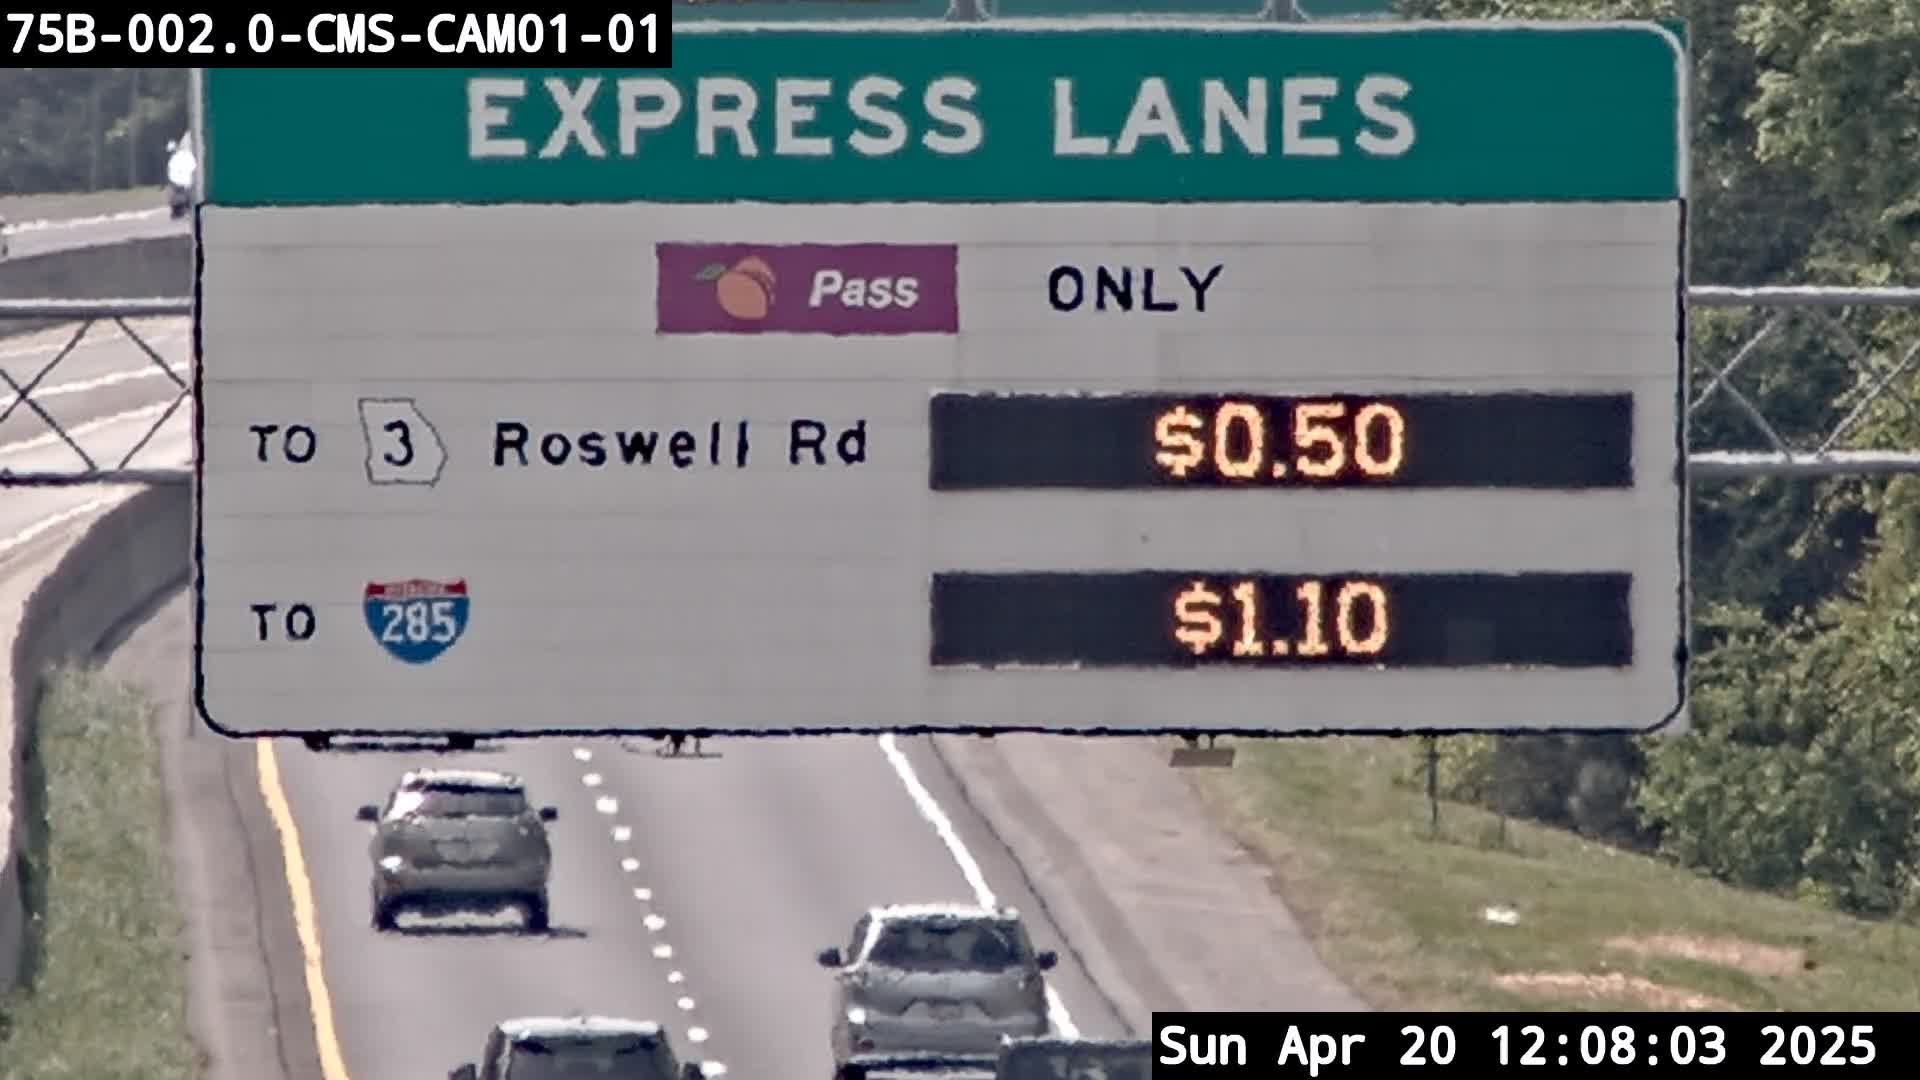 75B-002.0-CMS-CAM01-01
EXPRESS LANES
Pass ONLY
TO 3 Roswell Rd $0.50
TO 285 $1.10
Sun Apr 20 12:08:03 2025